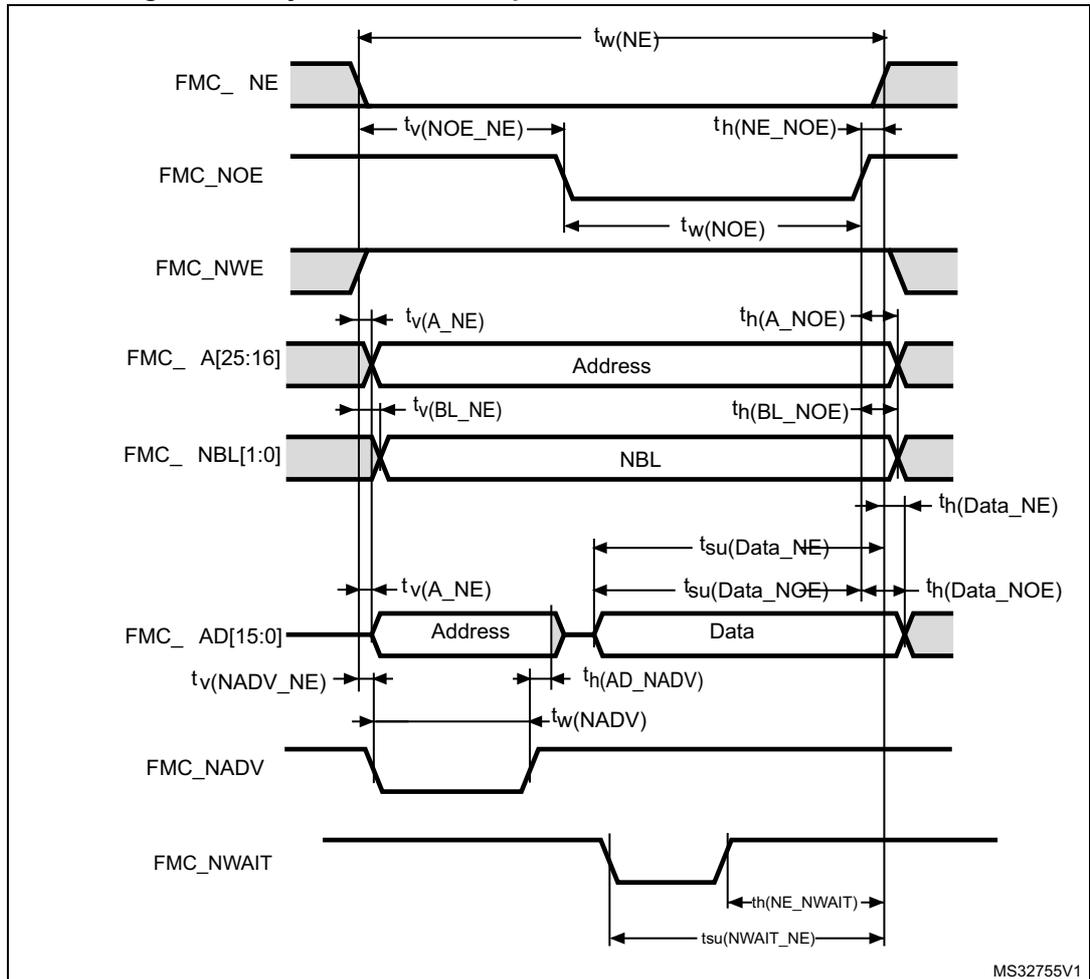 tw(NE)
FMC_ NE
tv(NOE_NE)
th(NE_NOE)
FMC_NOE
tw(NOE)
FMC_NWE
tv(A_NE)
th(A_NOE)
FMC_ A[25:16]
Address
tv(BL_NE)
th(BL_NOE)
FMC_ NBL[1:0]
NBL
th(Data_NE)
tsu(Data_NE)
tv(A_NE)
tsu(Data_NOE)
th(Data_NOE)
FMC_ AD[15:0]
Address
Data
tv(NADV_NE)
th(AD_NADV)
tw(NADV)
FMC_NADV
FMC_NWAIT
th(NE_NWAIT)
tsu(NWAIT_NE)
MS32755V1